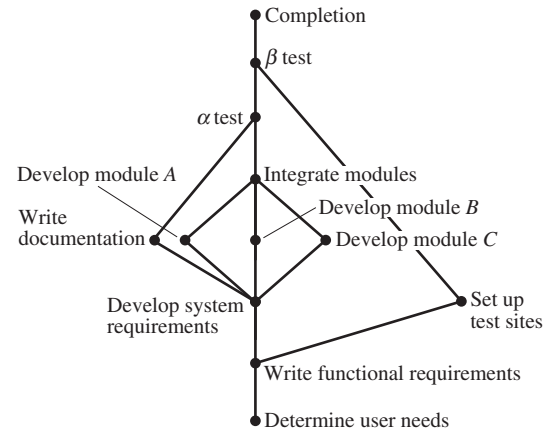 Completion
β test
α test
Develop module A
Integrate modules
Write
documentation
Develop module B
Develop module C
Develop system
requirements
Set up
test sites
Write functional requirements
Determine user needs